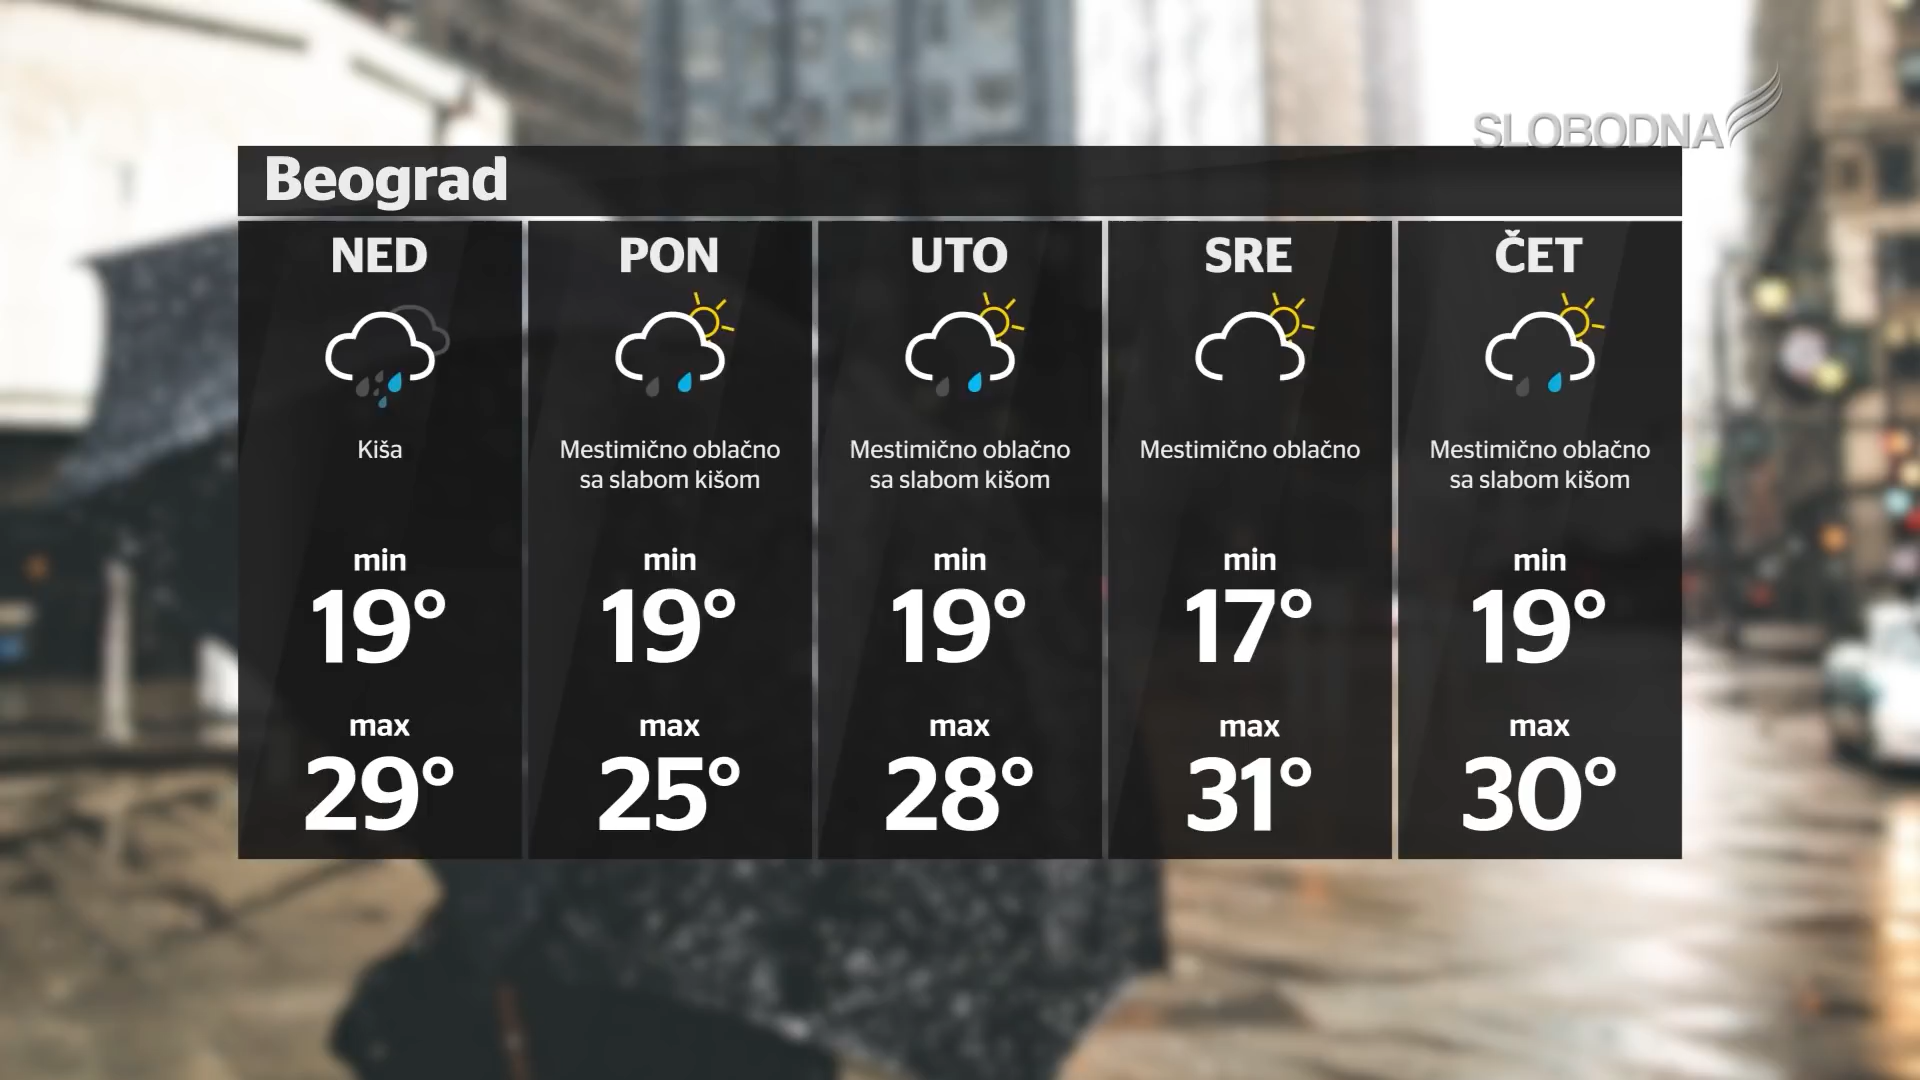 SLOBODNA
Beograd
NED
Kiša
min
19°
max
29°
PON
Mestimično oblačno
sa slabom kišom
min
19°
max
25°
UTO
Mestimično oblačno
sa slabom kišom
min
19°
max
28°
SRE
Mestimično oblačno
min
17°
max
31°
ČET
Mestimično oblačno
sa slabom kišom
min
19°
max
30°